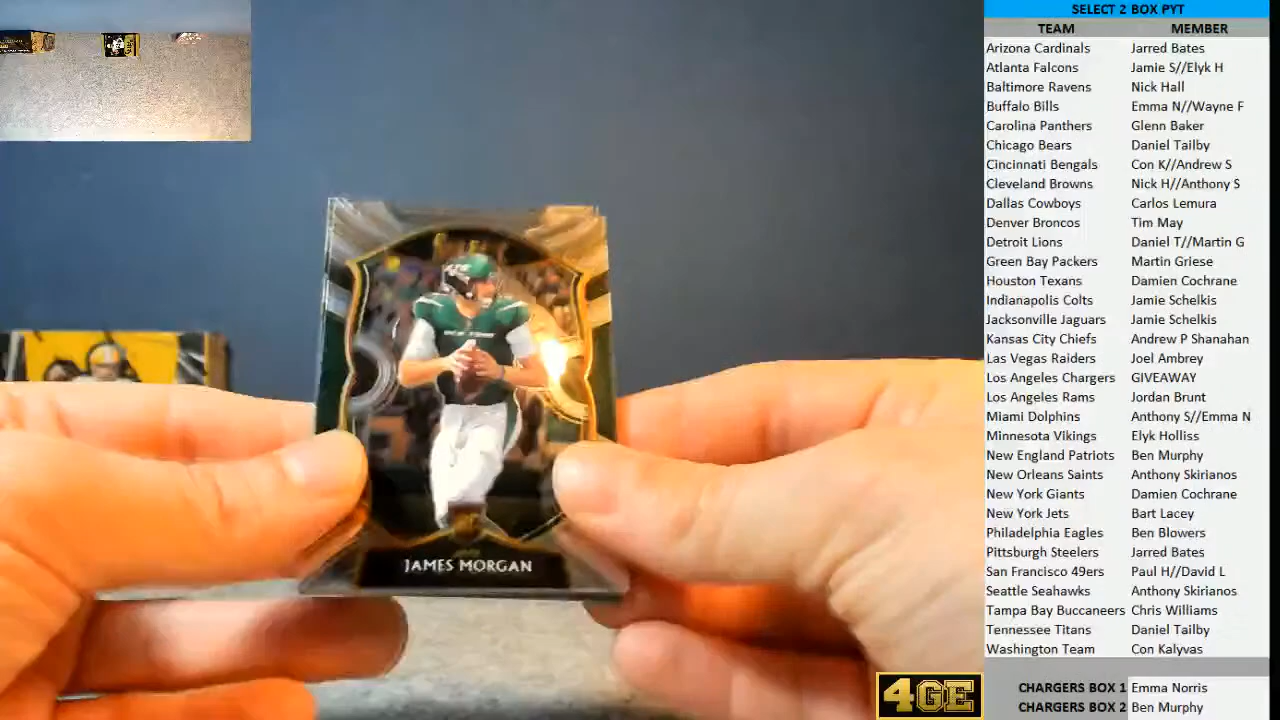 SELECT 2 BOX PYT
TEAM MEMBER
Arizona Cardinals Jarred Bates
Atlanta Falcons Jamie S//Elyk H
Baltimore Ravens Nick Hall
Buffalo Bills Emma N//Wayne F
Carolina Panthers Glenn Baker
Chicago Bears Daniel Tailby
Cincinnati Bengals Con K//Andrew S
Cleveland Browns Nick H//Anthony S
Dallas Cowboys Carlos Lemura
Denver Broncos Tim May
Detroit Lions Daniel T//Martin G
Green Bay Packers Martin Griese
Houston Texans Damien Cochrane
Indianapolis Colts Jamie Schelkis
Jacksonville Jaguars Jamie Schelkis
Kansas City Chiefs Andrew P Shanahan
Las Vegas Raiders Joel Ambrey
Los Angeles Chargers GIVEAWAY
Los Angeles Rams Jordan Brunt
Miami Dolphins Anthony S//Emma N
Minnesota Vikings Elyk Holliss
New England Patriots Ben Murphy
New Orleans Saints Anthony Skirianos
New York Giants Damien Cochrane
New York Jets Bart Lacey
Philadelphia Eagles Ben Blowers
Pittsburgh Steelers Jarred Bates
San Francisco 49ers Paul H//David L
Seattle Seahawks Anthony Skirianos
Tampa Bay Buccaneers Chris Williams
Tennessee Titans Daniel Tailby
Washington Team Con Kalyvas
CHARGERS BOX 1 Emma Norris
CHARGERS BOX 2 Ben Murphy
4GE
JAMES MORGAN